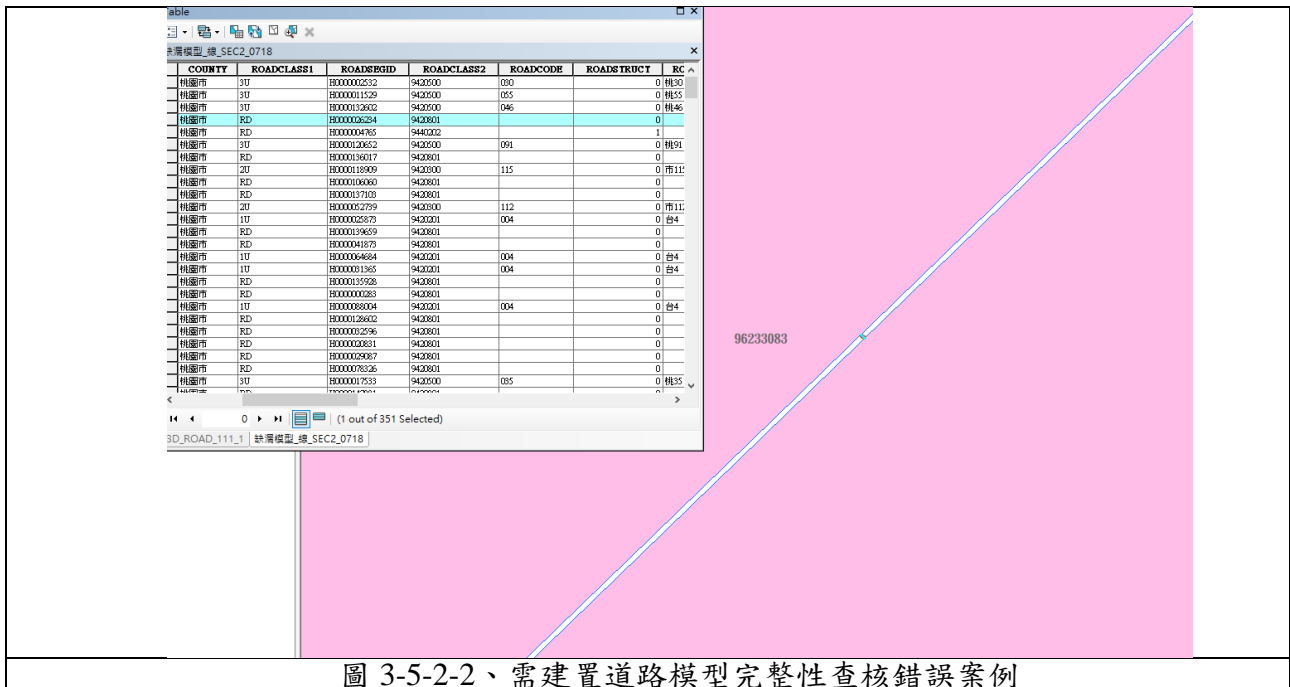 able
缺漏模型_線_SEC2_0718
COUNTY ROADCLASS1 ROADSEGID ROADCLASS2 ROADCODE ROADSTRUCT RC
桃園市 3U H0000002532 9420500 030 0 桃30
桃園市 3U H0000011529 9420500 055 0 桃55
桃園市 3U H0000132602 9420500 046 0 桃46
桃園市 RD H0000026234 9420801 0
桃園市 RD H0000004765 9440202 1
桃園市 3U H0000120652 9420500 091 0 桃91
桃園市 RD H0000136017 9420801 0
桃園市 2U H0000118909 9420300 115 0 市115
桃園市 RD H0000106060 9420801 0
桃園市 RD H0000137103 9420801 0
桃園市 2U H0000052739 9420300 112 0 市112
桃園市 1U H0000025873 9420201 004 0 台4
桃園市 RD H0000139659 9420801 0
桃園市 RD H0000041873 9420801 0
桃園市 1U H0000064684 9420201 004 0 台4
桃園市 1U H0000031365 9420201 004 0 台4
桃園市 RD H0000135928 9420801 0
桃園市 RD H0000000283 9420801 0
桃園市 1U H0000088004 9420201 004 0 台4
桃園市 RD H0000128602 9420801 0
桃園市 RD H0000032596 9420801 0
桃園市 RD H0000020831 9420801 0
桃園市 RD H0000029087 9420801 0
桃園市 RD H0000078326 9420801 0
桃園市 3U H0000017533 9420500 035 0 桃35
0 (1 out of 351 Selected)
3D_ROAD_111_1 缺漏模型_線_SEC2_0718
96233083
圖 3-5-2-2、需建置道路模型完整性查核錯誤案例